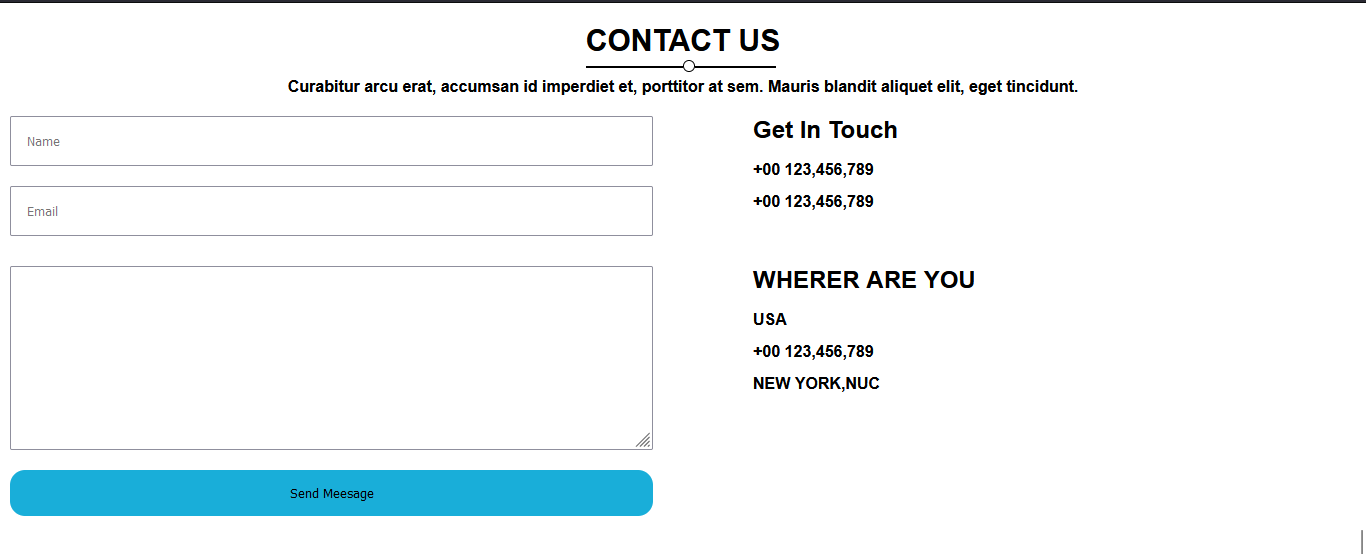 CONTACT US
Curabitur arcu erat, accumsan id imperdiet et, porttitor at sem. Mauris blandit aliquet elit, eget tincidunt.
Name
Email
Send Meesage
Get In Touch
+00 123,456,789
+00 123,456,789
WHERER ARE YOU
USA
+00 123,456,789
NEW YORK,NUC